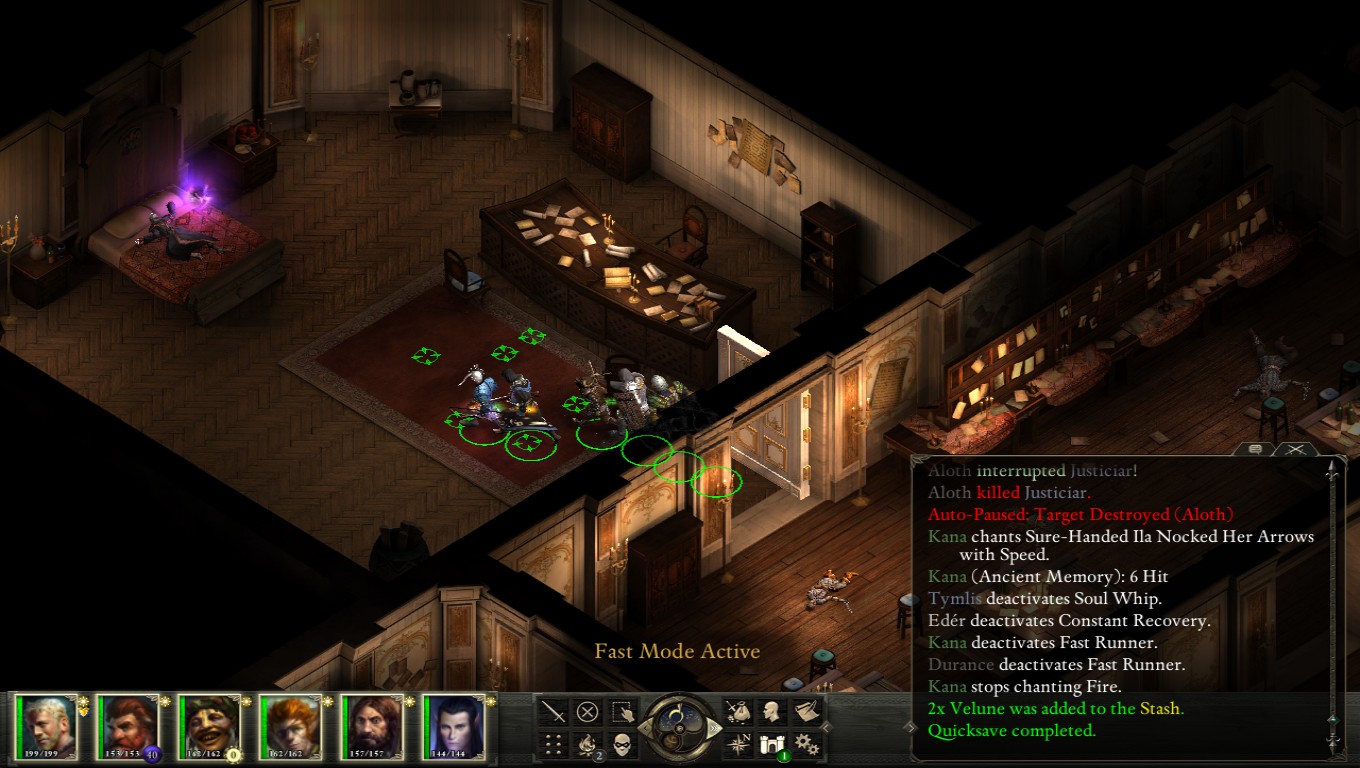 Aloth interrupted Justiciar!
Aloth killed Justiciar.
Auto-Paused: Target Destroyed (Aloth)
Kana chants Sure-Handed Ila Nocked Her Arrows
with Speed.
Kana (Ancient Memory): 6 Hit
Tymlis deactivates Soul Whip.
Edér deactivates Constant Recovery.
Kana deactivates Fast Runner.
Durance deactivates Fast Runner.
Kana stops chanting Fire.
2x Velune was added to the Stash.
Quicksave completed.
Fast Mode Active
199/199
153/153
40
162/162
0
162/162
157/157
144/144
2
1